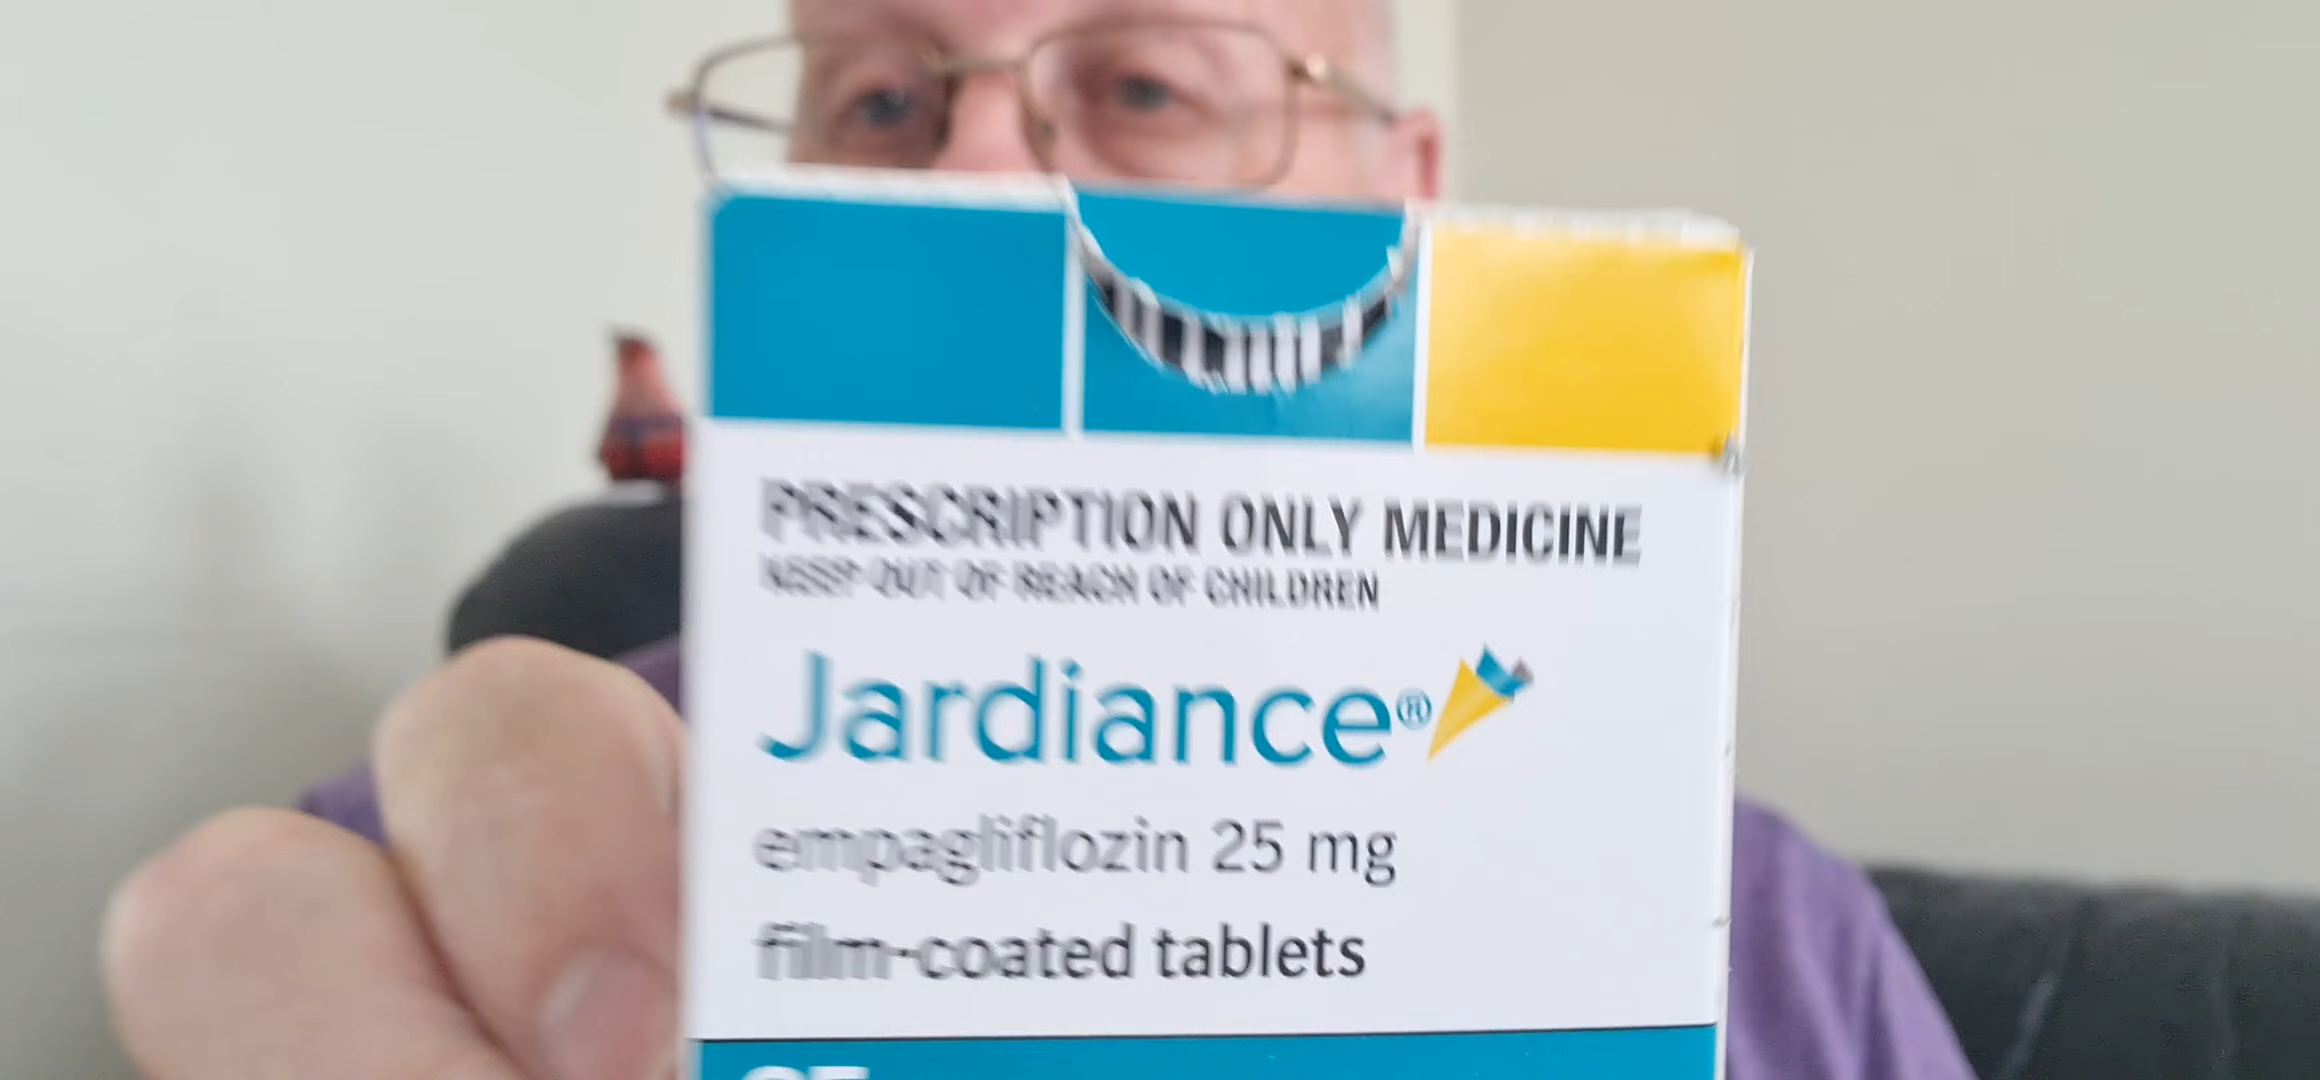 PRESCRIPTION ONLY MEDICINE
KEEP OUT OF REACH OF CHILDREN
Jardiance®
empagliflozin 25 mg
film-coated tablets